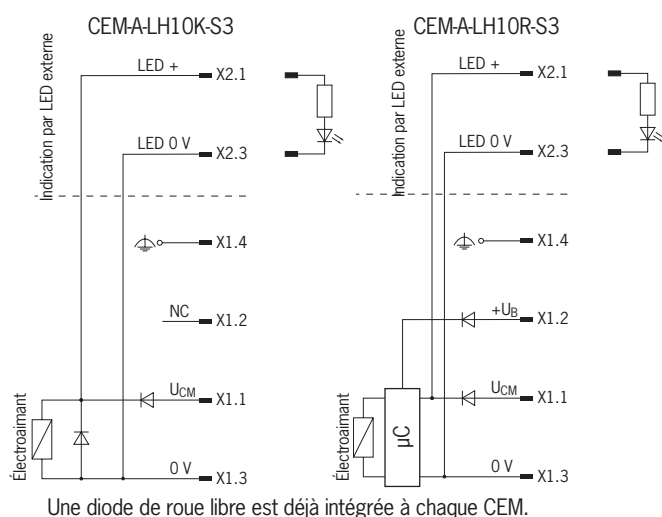 CEM-A-LH10K-S3
CEM-A-LH10R-S3
Indication par LED externe
LED +
X2.1
LED 0 V
X2.3
X1.4
NC
X1.2
UCM
X1.1
0 V
X1.3
Électroaimant
Indication par LED externe
LED +
X2.1
LED 0 V
X2.3
X1.4
+UB
X1.2
UCM
X1.1
0 V
X1.3
Électroaimant
µC
Une diode de roue libre est déjà intégrée à chaque CEM.